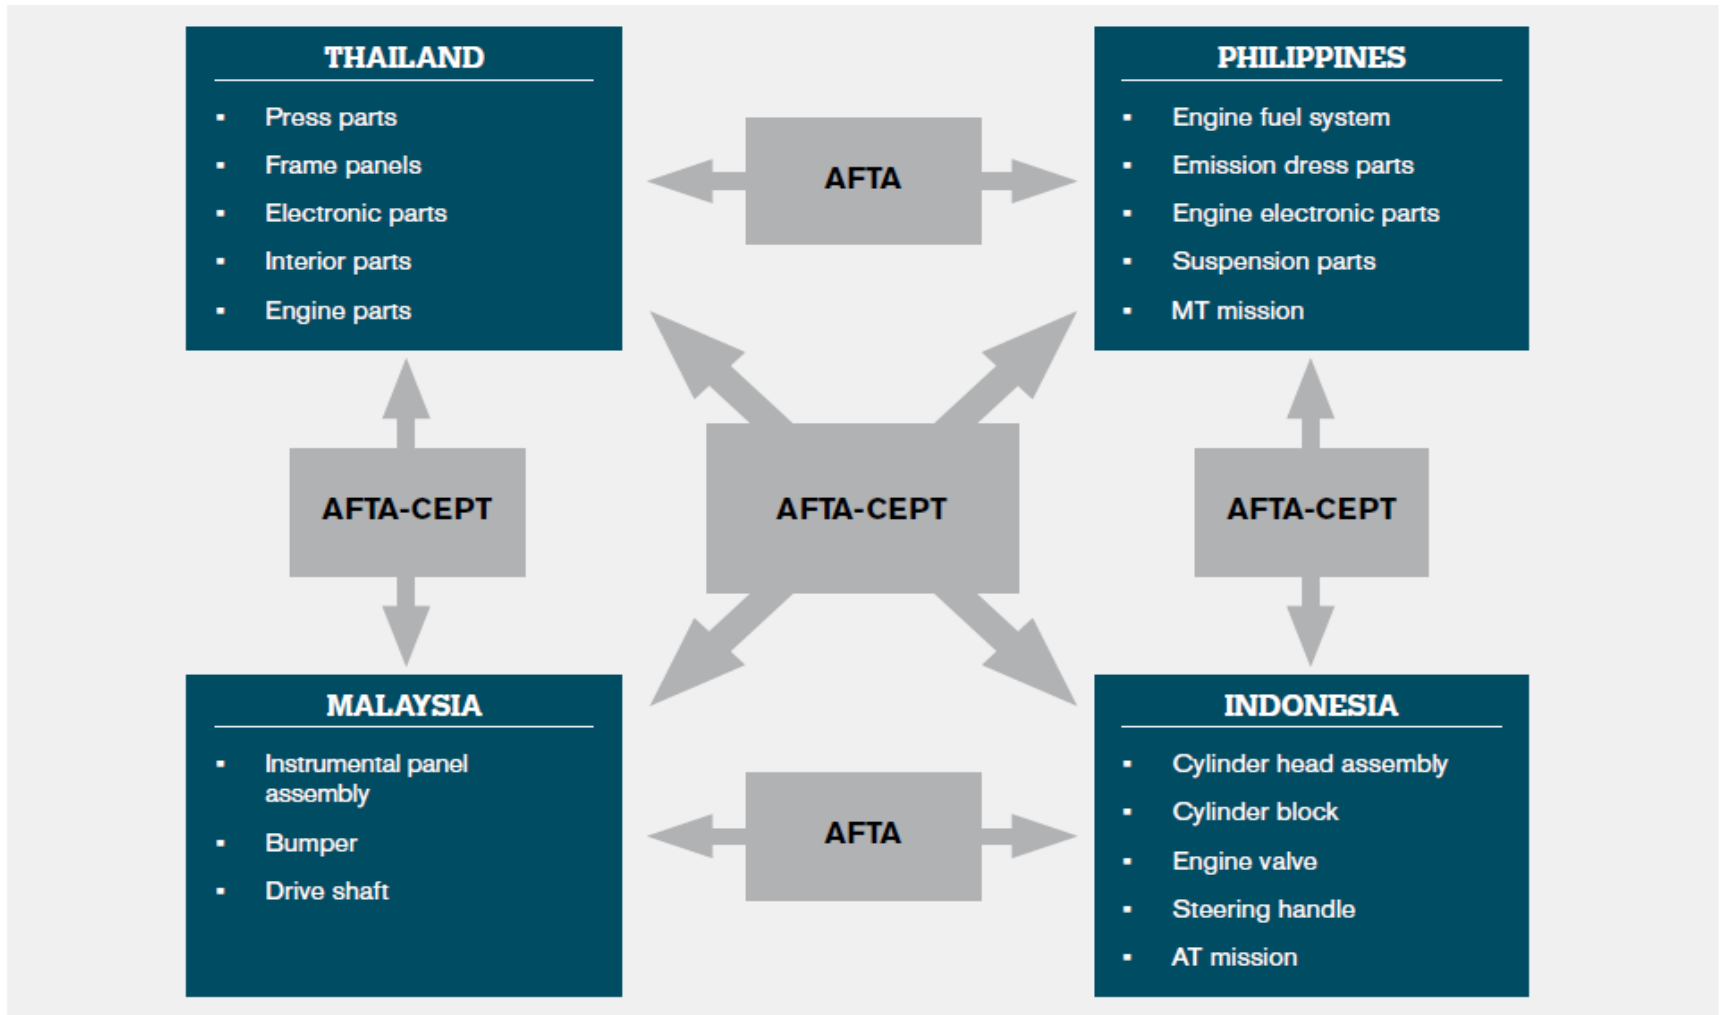 THAILAND
▪ Press parts
▪ Frame panels
▪ Electronic parts
▪ Interior parts
▪ Engine parts
AFTA
PHILIPPINES
▪ Engine fuel system
▪ Emission dress parts
▪ Engine electronic parts
▪ Suspension parts
▪ MT mission
AFTA-CEPT
AFTA-CEPT
AFTA-CEPT
MALAYSIA
▪ Instrumental panel
assembly
▪ Bumper
▪ Drive shaft
AFTA
INDONESIA
▪ Cylinder head assembly
▪ Cylinder block
▪ Engine valve
▪ Steering handle
▪ AT mission